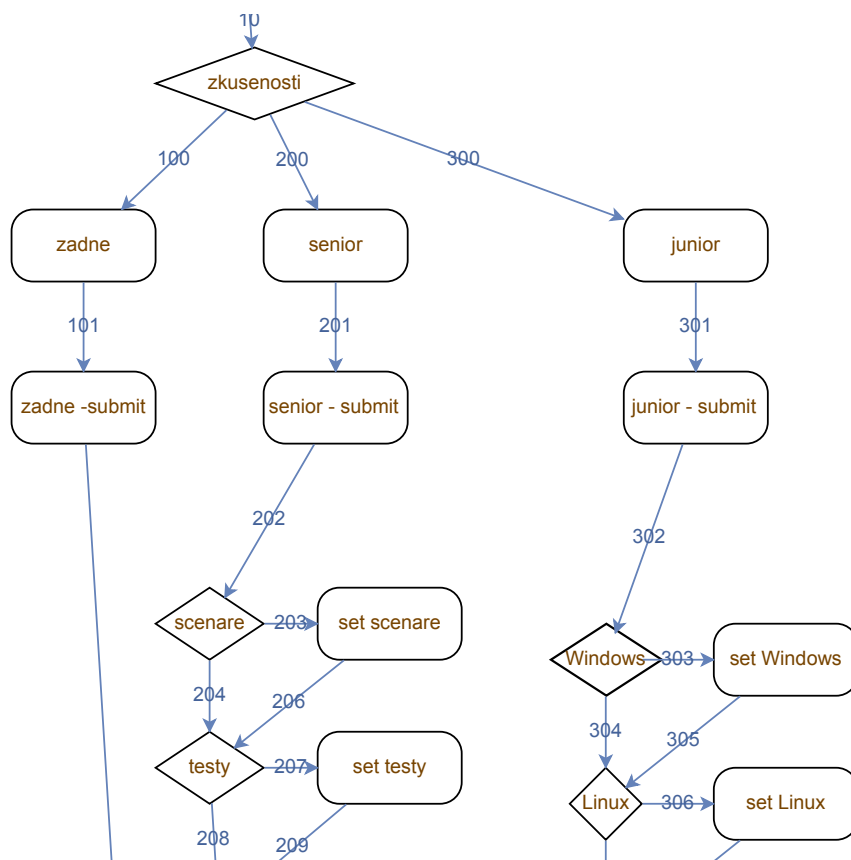 10
zkusenosti
100
200
300
zadne
senior
junior
101
201
301
zadne -submit
senior - submit
junior - submit
202
302
scenare
203
set scenare
Windows
303
set Windows
204
206
304
305
testy
207
set testy
Linux
306
set Linux
208
209